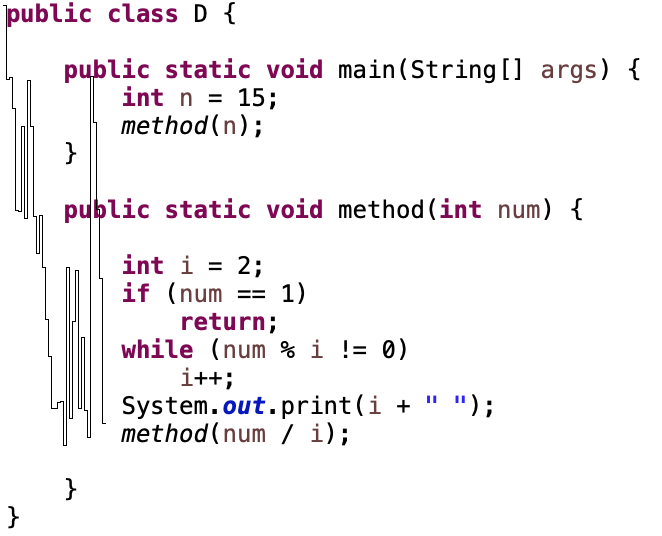 public class D {
public static void main(String[] args) {
int n = 15;
method(n);
}
public static void method(int num) {
int i = 2;
if (num == 1)
return;
while (num % i != 0)
i++;
System.out.print(i + " ");
method(num / i);
}
}